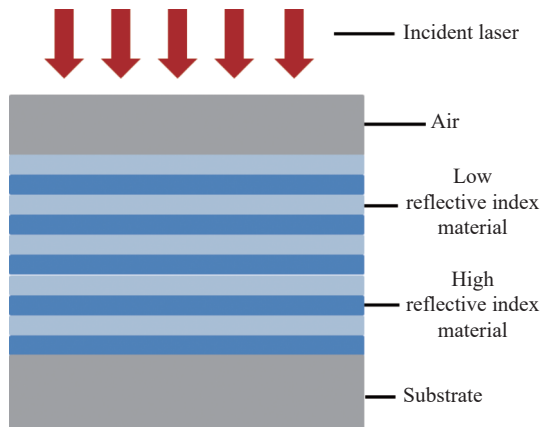 Incident laser
Air
Low
reflective index
material
High
reflective index
material
Substrate